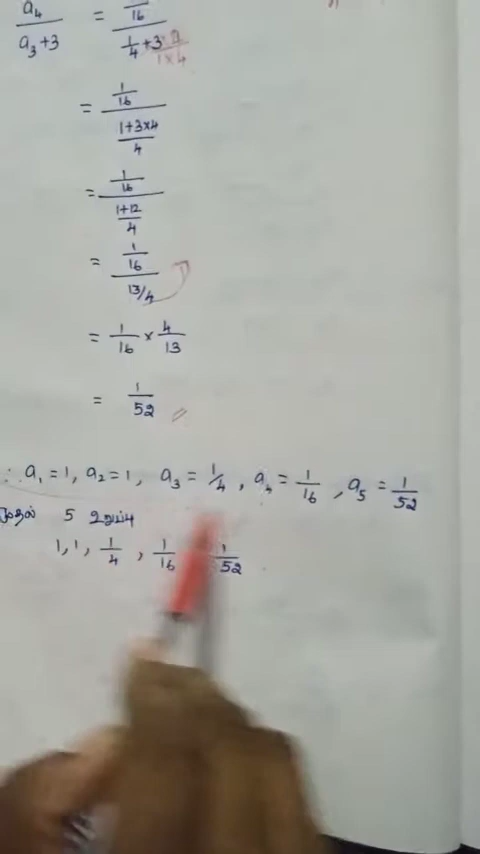 a₄/(a₃+3) = (1/16)/(1/4+3)
= (1/16)/((1+3×4)/4)
= (1/16)/((1+12)/4)
= (1/16)/(13/4)
= 1/16 × 4/13
= 1/52
∴ a₁=1, a₂=1, a₃=1/4, a₄=1/16, a₅=1/52
முதல் 5 உறுப்பு
1, 1, 1/4, 1/16 1/52